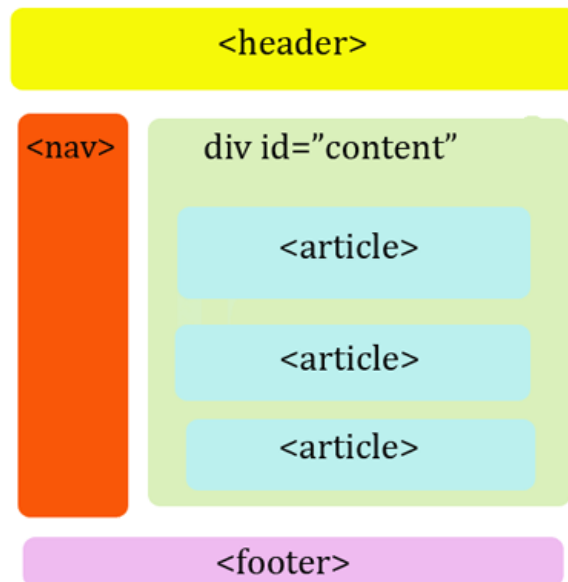 <header>
<nav>
div id=”content”
<article>
<article>
<article>
<footer>